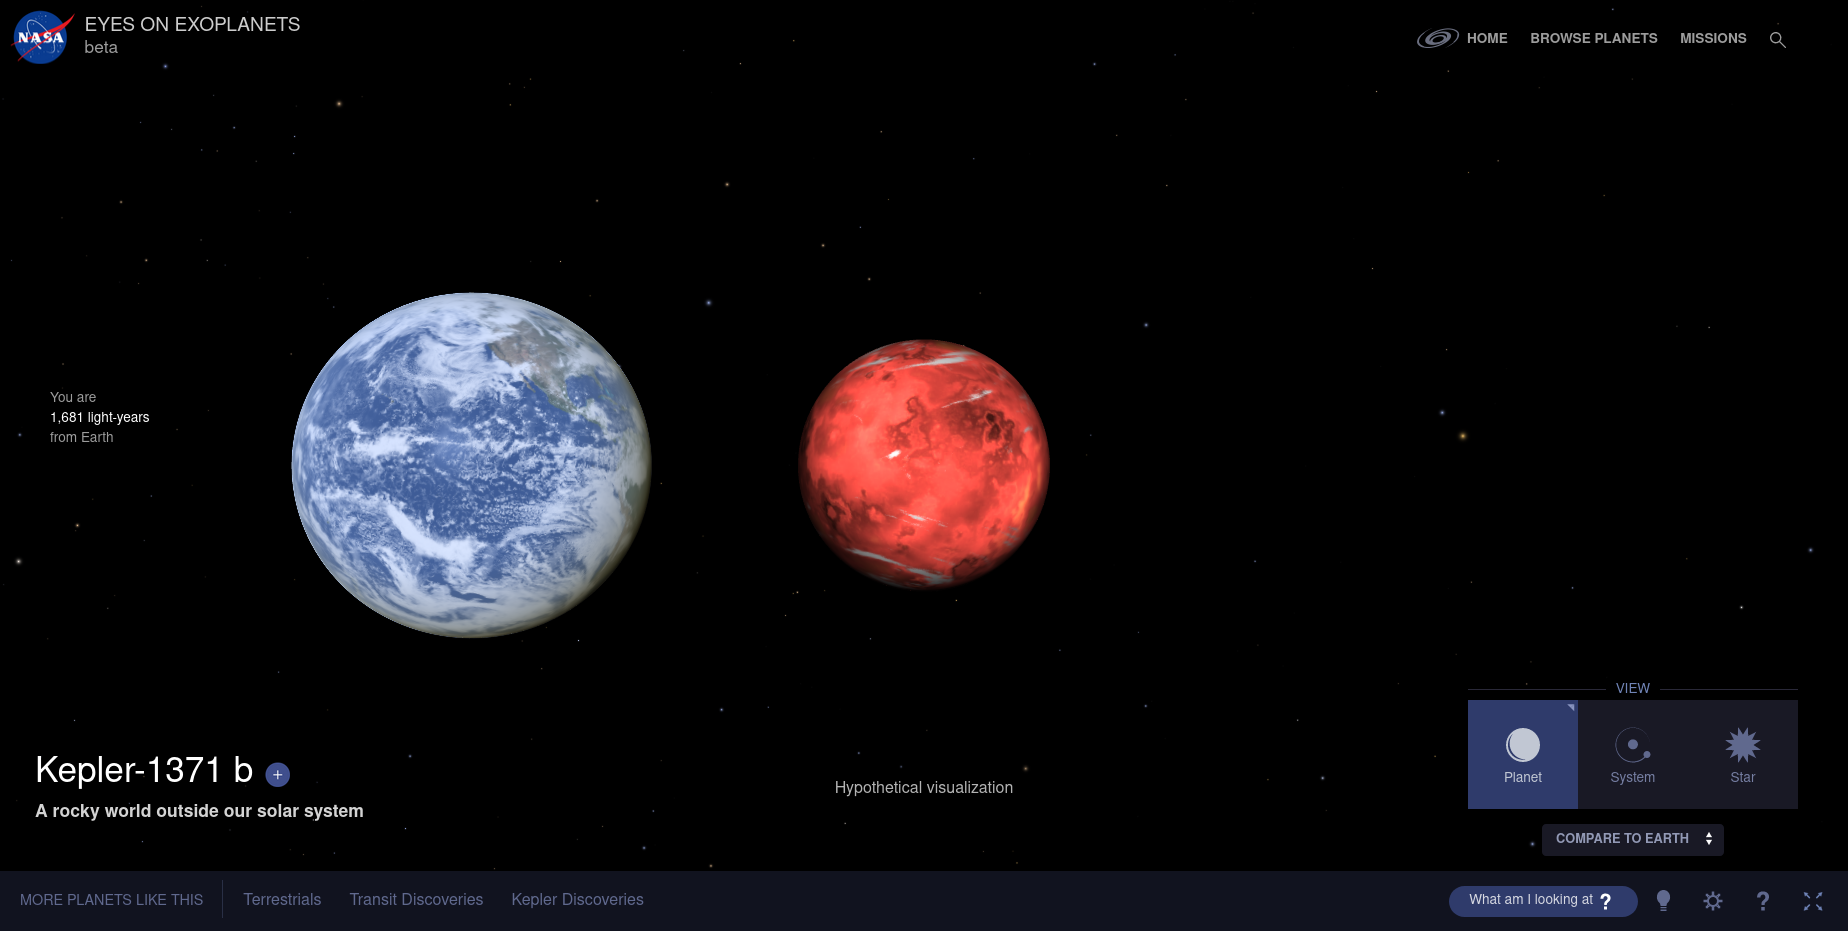 NASA
EYES ON EXOPLANETS
beta
HOME
BROWSE PLANETS
MISSIONS
You are
1,681 light-years
from Earth
Kepler-1371 b +
A rocky world outside our solar system
Hypothetical visualization
VIEW
Planet
System
Star
COMPARE TO EARTH
MORE PLANETS LIKE THIS
Terrestrials
Transit Discoveries
Kepler Discoveries
What am I looking at ?
?